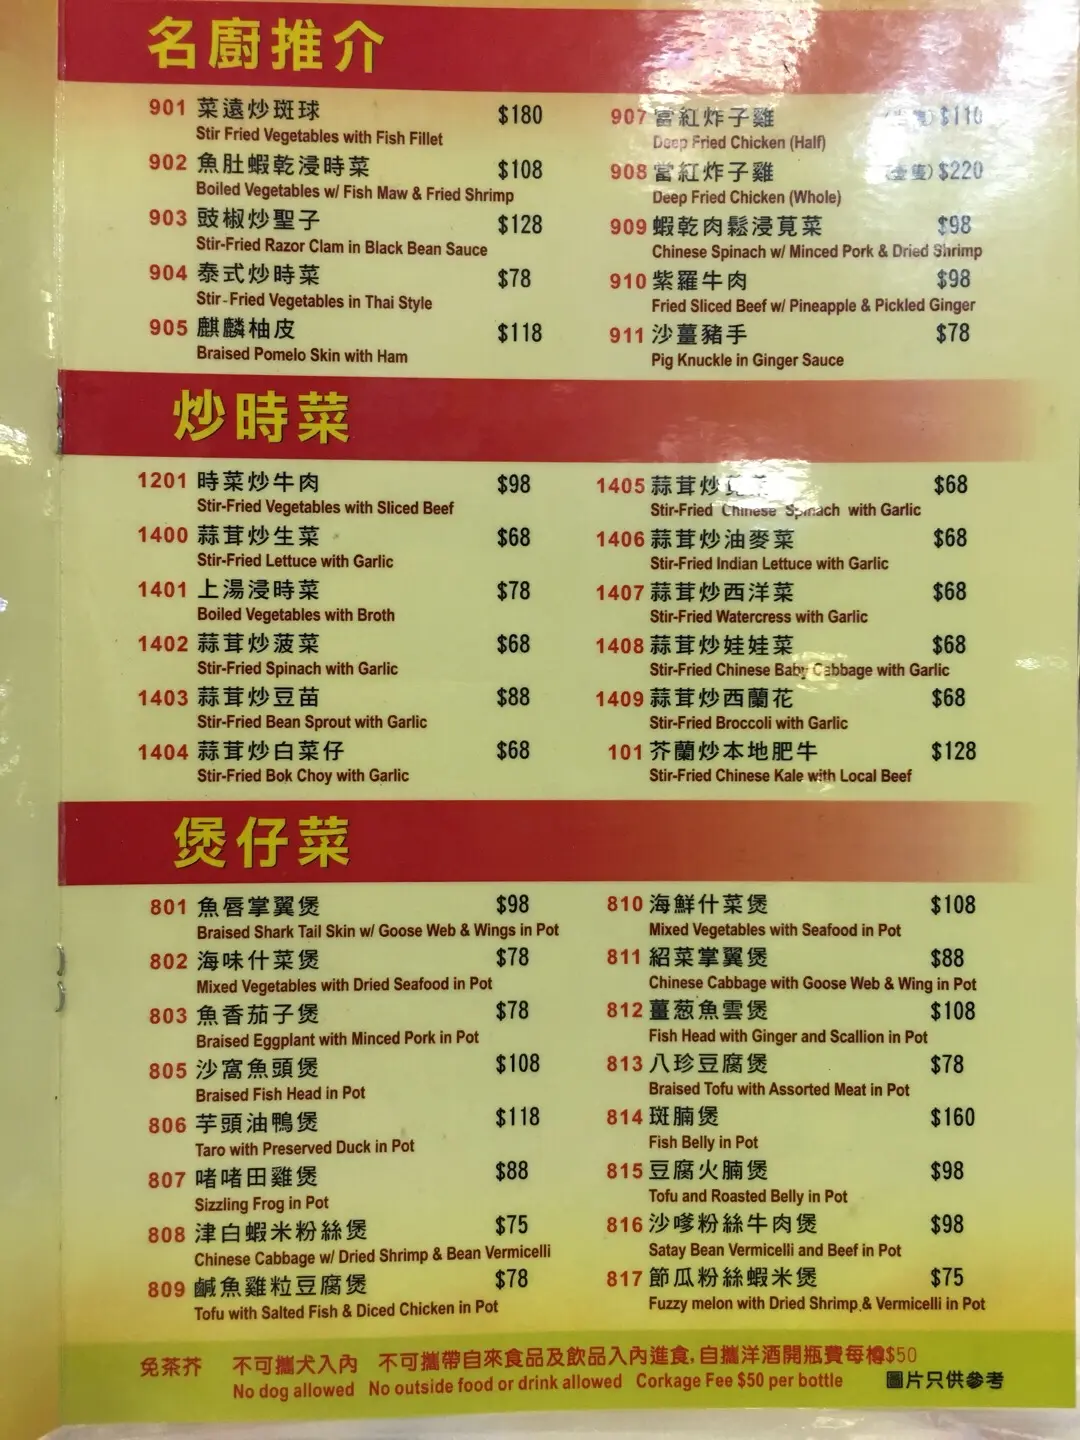 名廚推介
901 菜遠炒斑球 $180
Stir Fried Vegetables with Fish Fillet
902 魚肚蝦乾浸時菜 $108
Boiled Vegetables w/ Fish Maw & Fried Shrimp
903 豉椒炒聖子 $128
Stir-Fried Razor Clam in Black Bean Sauce
904 泰式炒時菜 $78
Stir-Fried Vegetables in Thai Style
905 麒麟柚皮 $118
Braised Pomelo Skin with Ham
907 當紅炸子雞 $110
Deep Fried Chicken (Half)
908 當紅炸子雞 (壹隻) $220
Deep Fried Chicken (Whole)
909 蝦乾肉鬆浸莧菜 $98
Chinese Spinach w/ Minced Pork & Dried Shrimp
910 紫羅牛肉 $98
Fried Sliced Beef w/ Pineapple & Pickled Ginger
911 沙薑豬手 $78
Pig Knuckle in Ginger Sauce
炒時菜
1201 時菜炒牛肉 $98
Stir-Fried Vegetables with Sliced Beef
1400 蒜茸炒生菜 $68
Stir-Fried Lettuce with Garlic
1401 上湯浸時菜 $78
Boiled Vegetables with Broth
1402 蒜茸炒菠菜 $68
Stir-Fried Spinach with Garlic
1403 蒜茸炒豆苗 $88
Stir-Fried Bean Sprout with Garlic
1404 蒜茸炒白菜仔 $68
Stir-Fried Bok Choy with Garlic
1405 蒜茸炒莧菜 $68
Stir-Fried Chinese Spinach with Garlic
1406 蒜茸炒油麥菜 $68
Stir-Fried Indian Lettuce with Garlic
1407 蒜茸炒西洋菜 $68
Stir-Fried Watercress with Garlic
1408 蒜茸炒娃娃菜 $68
Stir-Fried Chinese Baby Cabbage with Garlic
1409 蒜茸炒西蘭花 $68
Stir-Fried Broccoli with Garlic
101 芥蘭炒本地肥牛 $128
Stir-Fried Chinese Kale with Local Beef
煲仔菜
801 魚唇掌翼煲 $98
Braised Shark Tail Skin w/ Goose Web & Wings in Pot
802 海味什菜煲 $78
Mixed Vegetables with Dried Seafood in Pot
803 魚香茄子煲 $78
Braised Eggplant with Minced Pork in Pot
805 沙窩魚頭煲 $108
Braised Fish Head in Pot
806 芋頭油鴨煲 $118
Taro with Preserved Duck in Pot
807 啫啫田雞煲 $88
Sizzling Frog in Pot
808 津白蝦米粉絲煲 $75
Chinese Cabbage w/ Dried Shrimp & Bean Vermicelli
809 鹹魚雞粒豆腐煲 $78
Tofu with Salted Fish & Diced Chicken in Pot
810 海鮮什菜煲 $108
Mixed Vegetables with Seafood in Pot
811 紹菜掌翼煲 $88
Chinese Cabbage with Goose Web & Wing in Pot
812 薑葱魚雲煲 $108
Fish Head with Ginger and Scallion in Pot
813 八珍豆腐煲 $78
Braised Tofu with Assorted Meat in Pot
814 斑腩煲 $160
Fish Belly in Pot
815 豆腐火腩煲 $98
Tofu and Roasted Belly in Pot
816 沙嗲粉絲牛肉煲 $98
Satay Bean Vermicelli and Beef in Pot
817 節瓜粉絲蝦米煲 $75
Fuzzy melon with Dried Shrimp & Vermicelli in Pot
免茶芥 不可攜犬入內 不可攜帶自來食品及飲品入內進食,自攜洋酒開瓶費每樽$50
No dog allowed No outside food or drink allowed Corkage Fee $50 per bottle 圖片只供參考